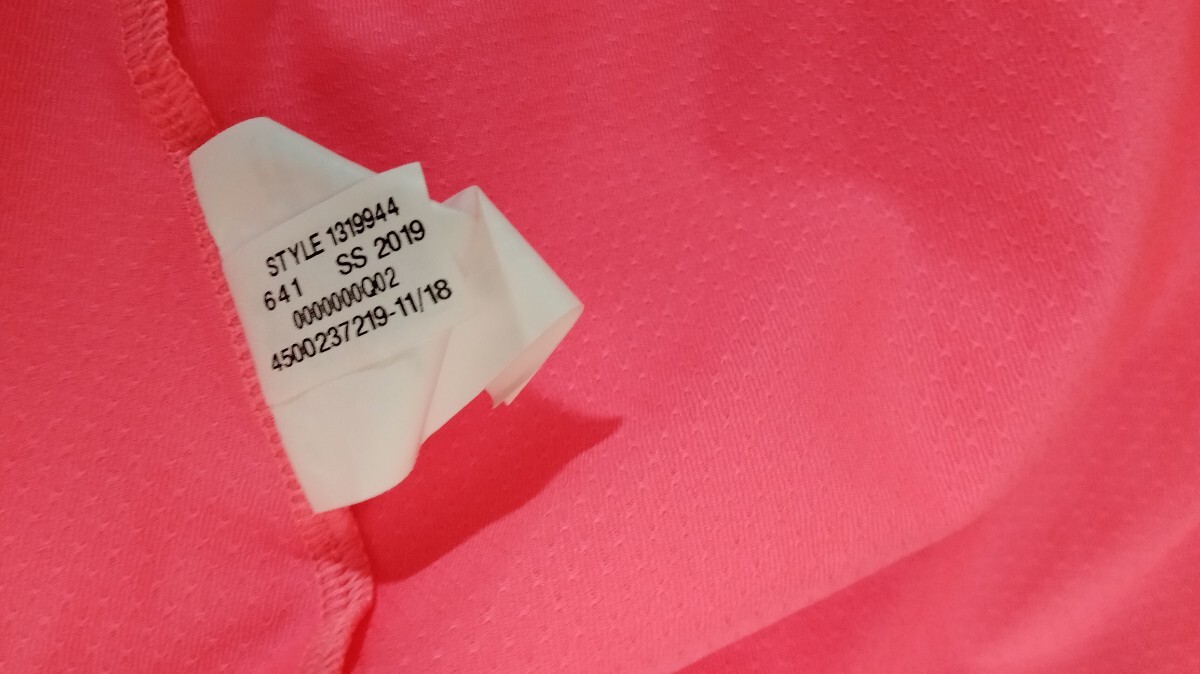 STYLE 1319944
641 SS 2019
0000000Q02
4500237219-11/18